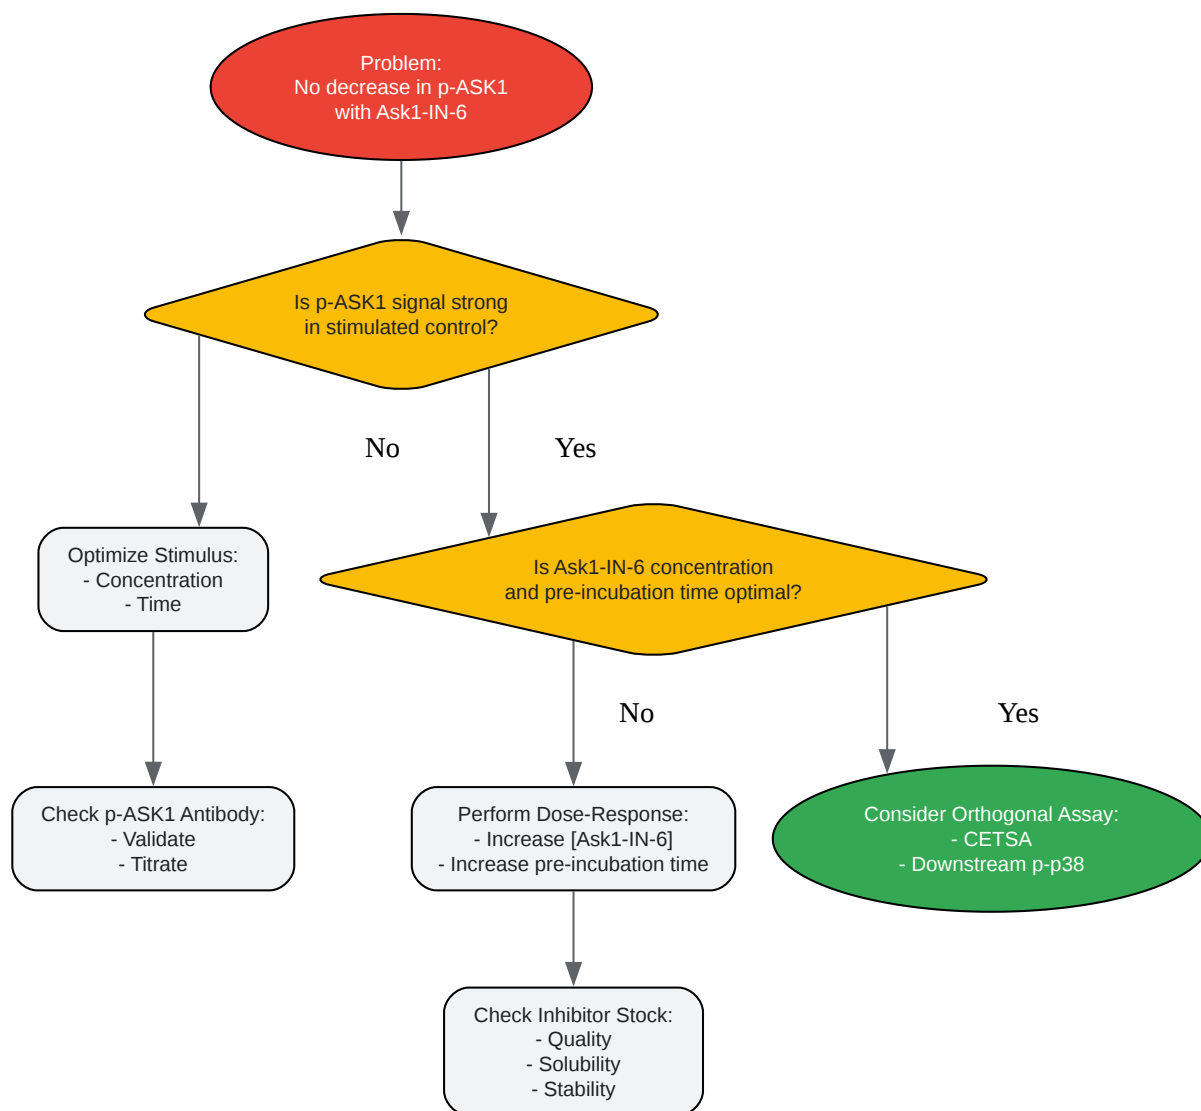 Problem:
No decrease in p-ASK1
with Ask1-IN-6
Is p-ASK1 signal strong
in stimulated control?
No
Yes
Optimize Stimulus:
- Concentration
- Time
Is Ask1-IN-6 concentration
and pre-incubation time optimal?
No
Yes
Check p-ASK1 Antibody:
- Validate
- Titrate
Perform Dose-Response:
- Increase [Ask1-IN-6]
- Increase pre-incubation time
Consider Orthogonal Assay:
- CETSA
- Downstream p-p38
Check Inhibitor Stock:
- Quality
- Solubility
- Stability